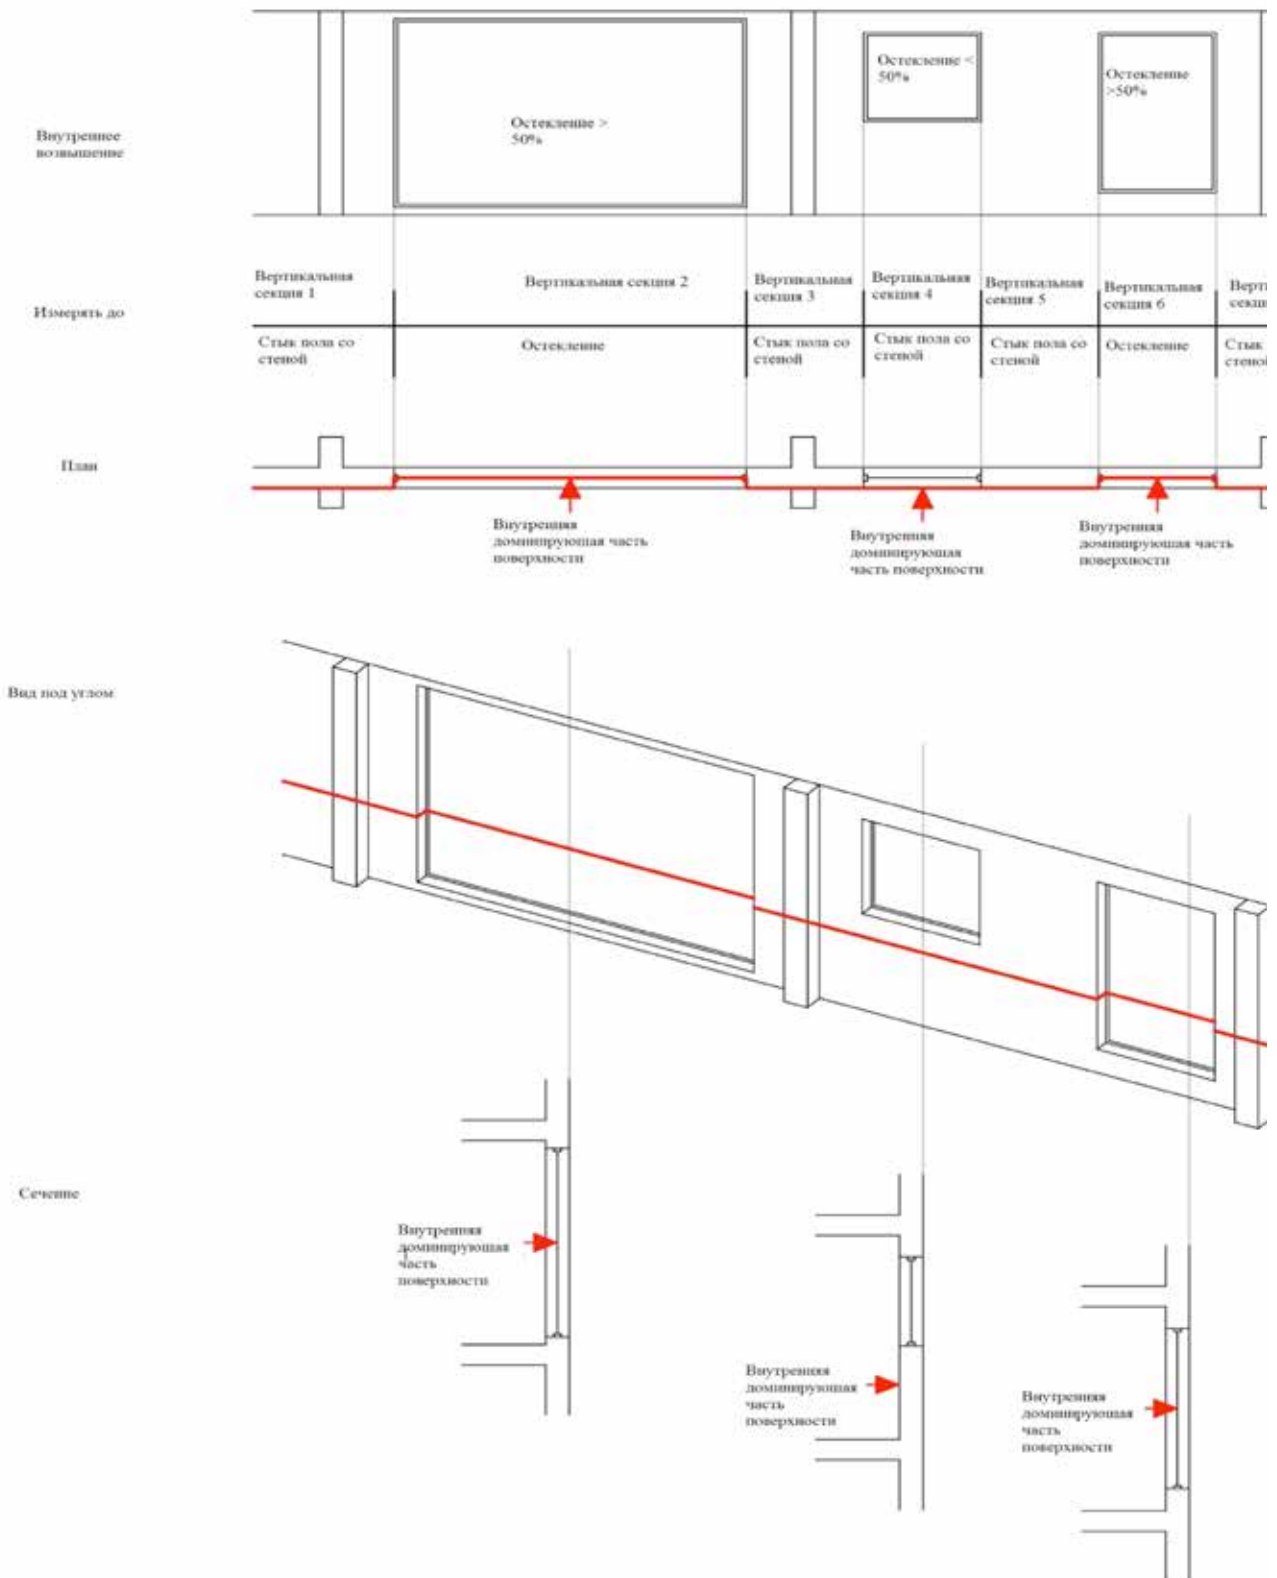 Остекление <
50%
Остекление
>50%
Остекление >
50%
Внутреннее
возвышение
Вертикальная
секция 1
Вертикальная секция 2
Вертикальная
секция 3
Вертикальная
секция 4
Вертикальная
секция 5
Вертикальная
секция 6
Измерять до
Стык пола со
стеной
Остекление
Стык пола со
стеной
Стык пола со
стеной
Стык пола со
стеной
Остекление
Стык
План
Внутренняя
доминирующая часть
поверхности
Внутренняя
доминирующая
часть поверхности
Внутренняя
доминирующая часть
поверхности
Вид под углом
Сечение
Внутренняя
доминирующая
часть
поверхности
Внутренняя
доминирующая
часть
поверхности
Внутренняя
доминирующая
часть
поверхности